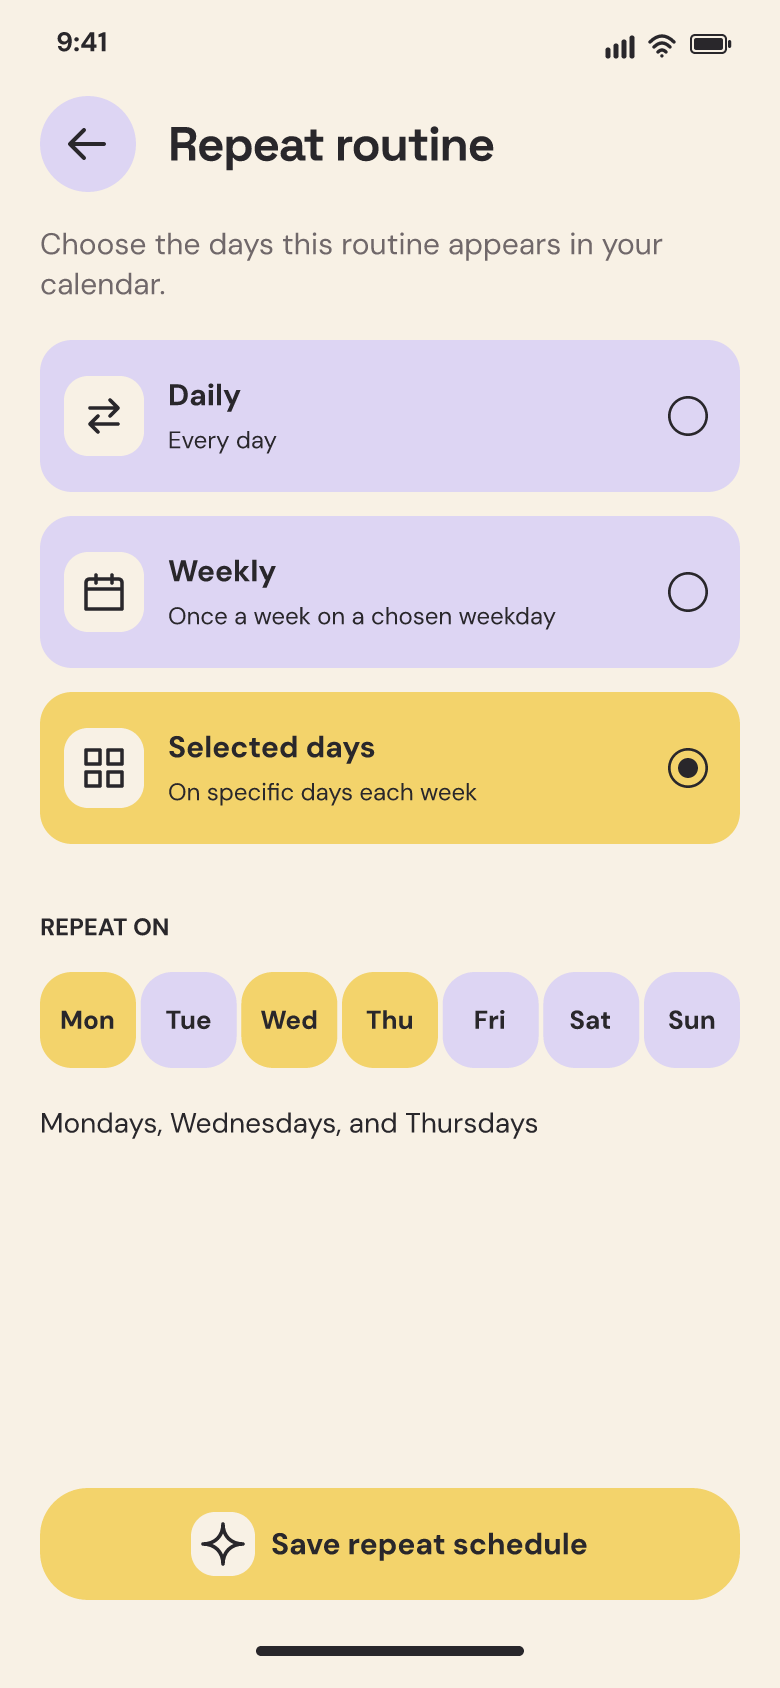 9:41
Repeat routine
Choose the days this routine appears in your
calendar.
Daily
Every day
Weekly
Once a week on a chosen weekday
Selected days
On specific days each week
REPEAT ON
Mon Tue Wed Thu Fri Sat Sun
Mondays, Wednesdays, and Thursdays
Save repeat schedule